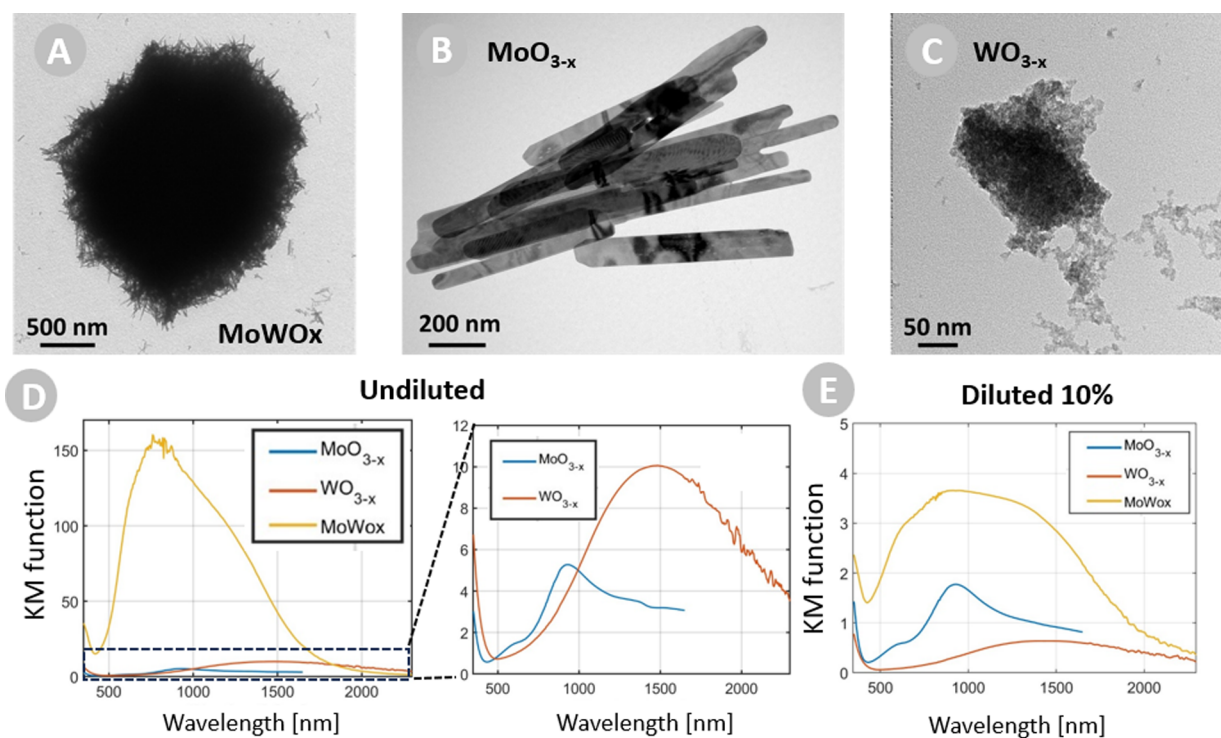 A
500 nm
MoWOx
B
MoO3-x
200 nm
C
WO3-x
50 nm
D
Undiluted
KM function
150
100
50
0
500
1000
1500
2000
Wavelength [nm]
MoO3-x
WO3-x
MoWox
12
10
8
6
4
2
0
500
1000
1500
2000
Wavelength [nm]
MoO3-x
WO3-x
E
Diluted 10%
KM function
5
4
3
2
1
0
500
1000
1500
2000
Wavelength [nm]
MoO3-x
WO3-x
MoWox